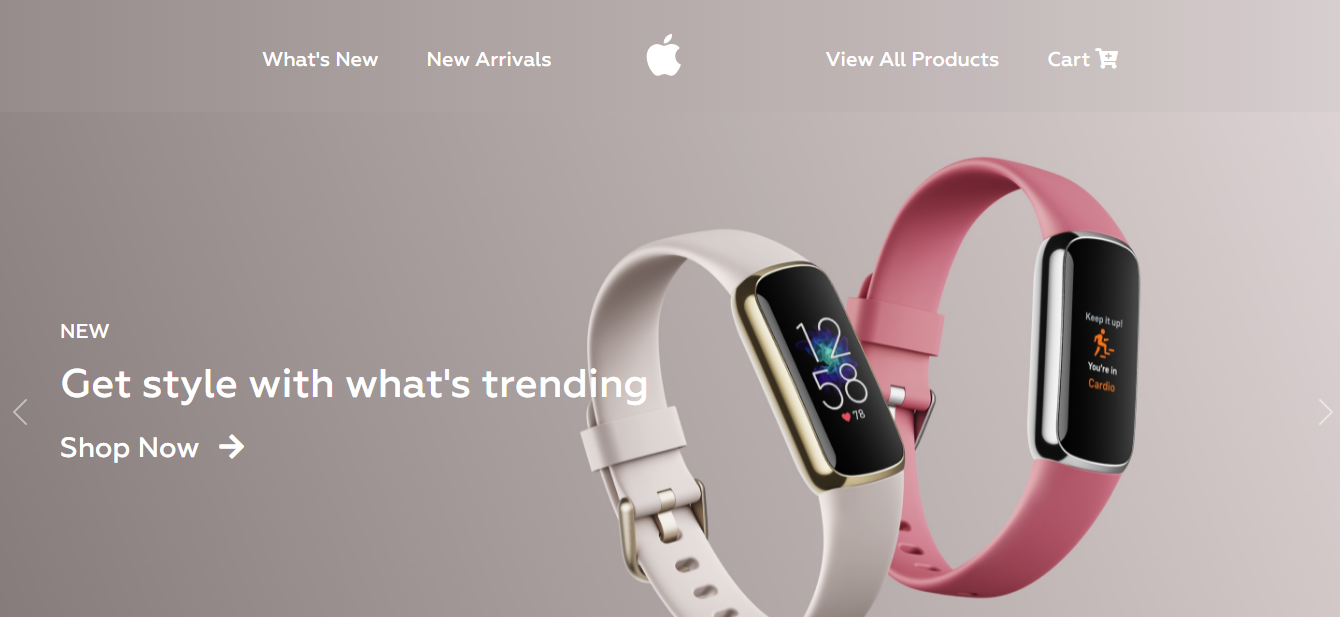 What's New
New Arrivals
View All Products
Cart
NEW
Get style with what's trending
Shop Now
12
58
78
Keep it up!
You're in
Cardio